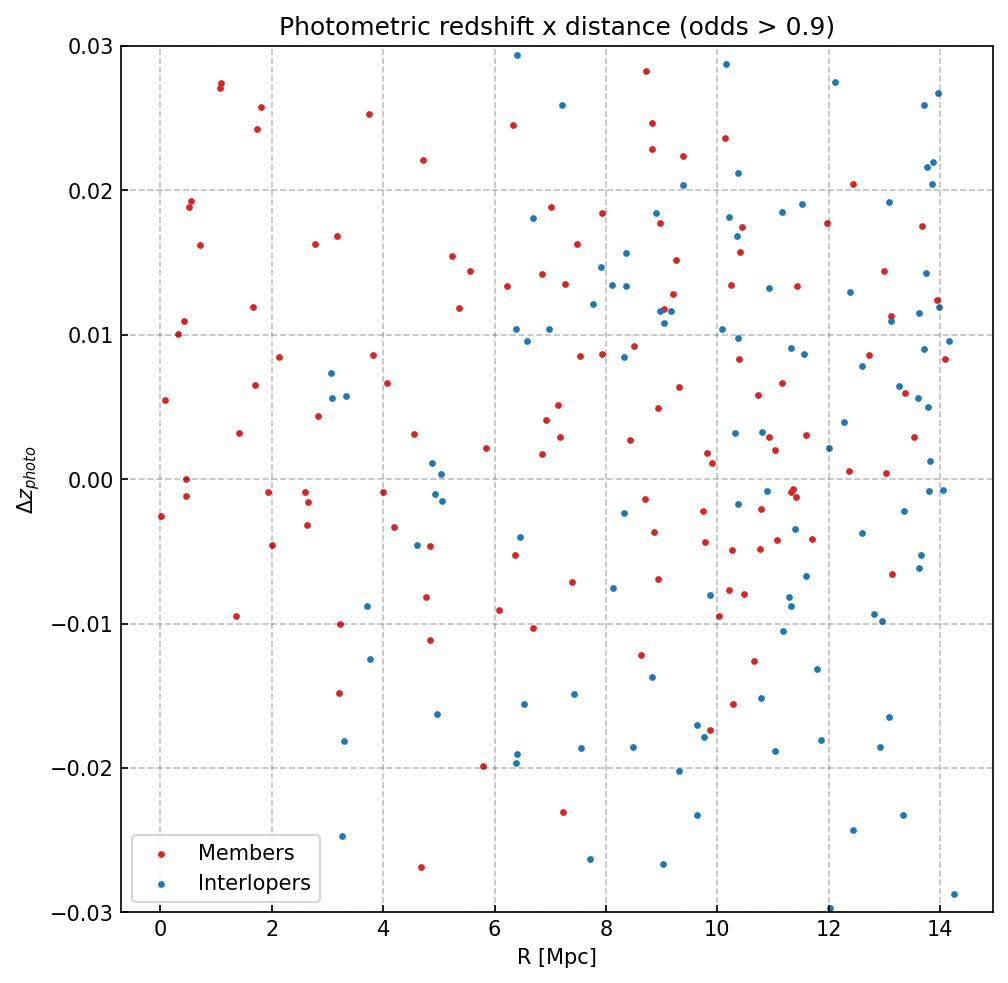 Photometric redshift x distance (odds > 0.9)
0.03
0.02
0.01
0.00
−0.01
−0.02
−0.03
Δz_photo
Members
Interlopers
0 2 4 6 8 10 12 14
R [Mpc]